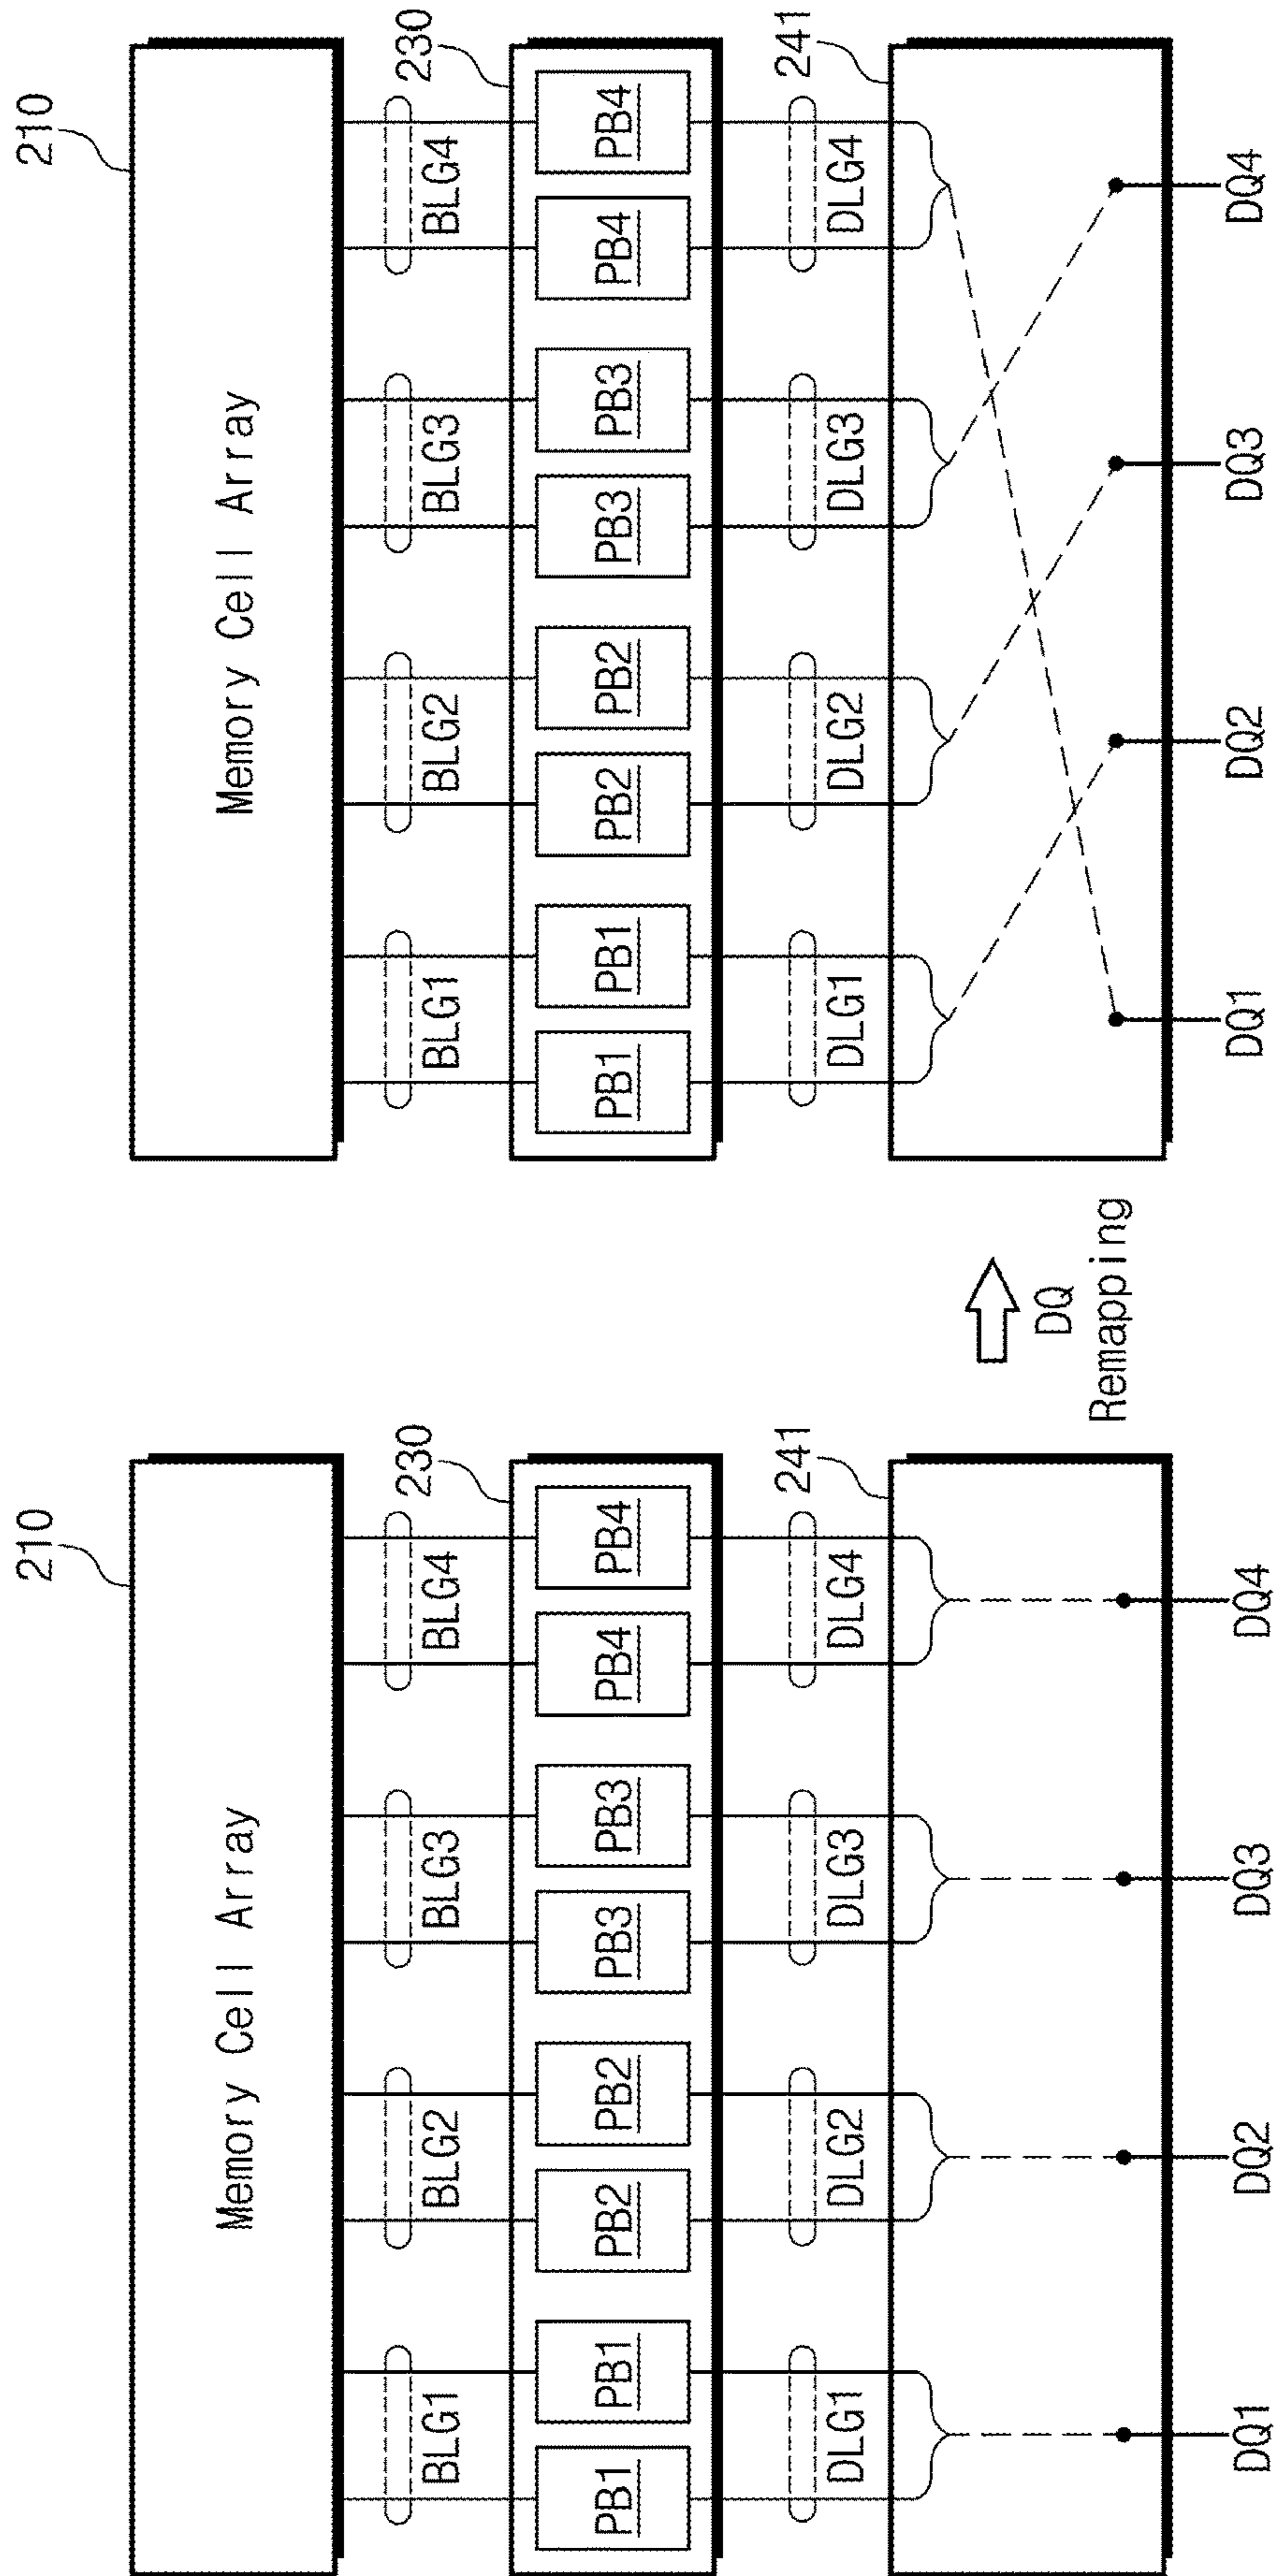 210
Memory Cell Array
BLG1 BLG2 BLG3 BLG4
230
PB1 PB1 PB2 PB2 PB3 PB3 PB4 PB4
DLG1 DLG2 DLG3 DLG4
241
DQ1 DQ2 DQ3 DQ4
DQ
Remapping
210
Memory Cell Array
BLG1 BLG2 BLG3 BLG4
230
PB1 PB1 PB2 PB2 PB3 PB3 PB4 PB4
DLG1 DLG2 DLG3 DLG4
241
DQ1 DQ2 DQ3 DQ4